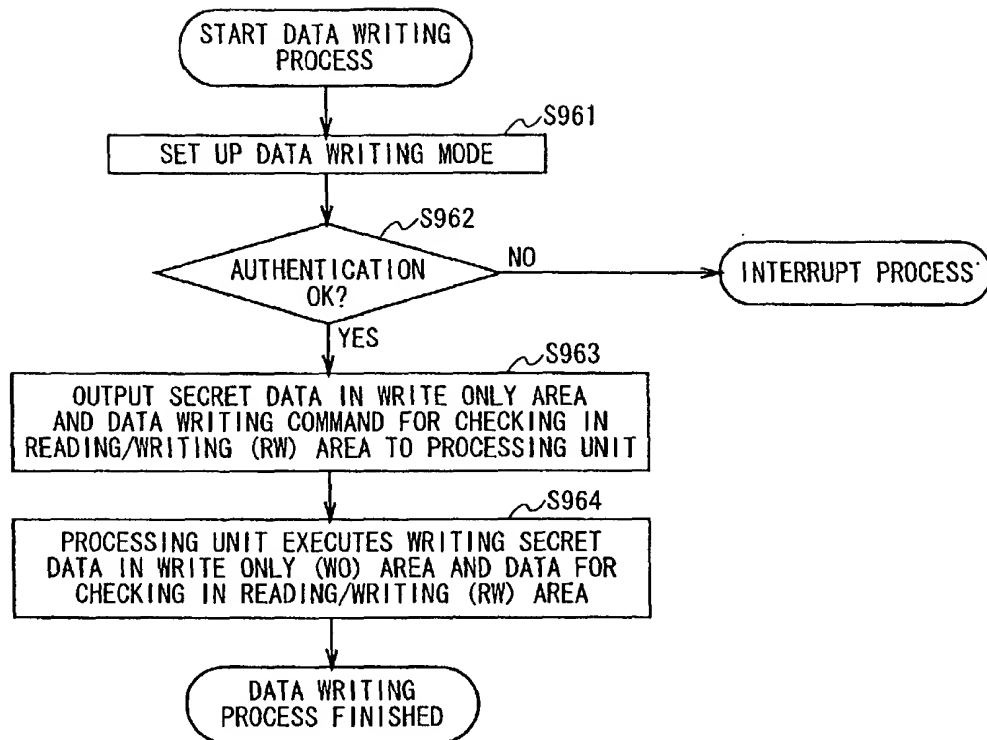 START DATA WRITING
PROCESS
S961
SET UP DATA WRITING MODE
S962
AUTHENTICATION
OK?
NO
INTERRUPT PROCESS
YES
S963
OUTPUT SECRET DATA IN WRITE ONLY AREA
AND DATA WRITING COMMAND FOR CHECKING IN
READING/WRITING (RW) AREA TO PROCESSING UNIT
S964
PROCESSING UNIT EXECUTES WRITING SECRET
DATA IN WRITE ONLY (WO) AREA AND DATA FOR
CHECKING IN READING/WRITING (RW) AREA
DATA WRITING
PROCESS FINISHED